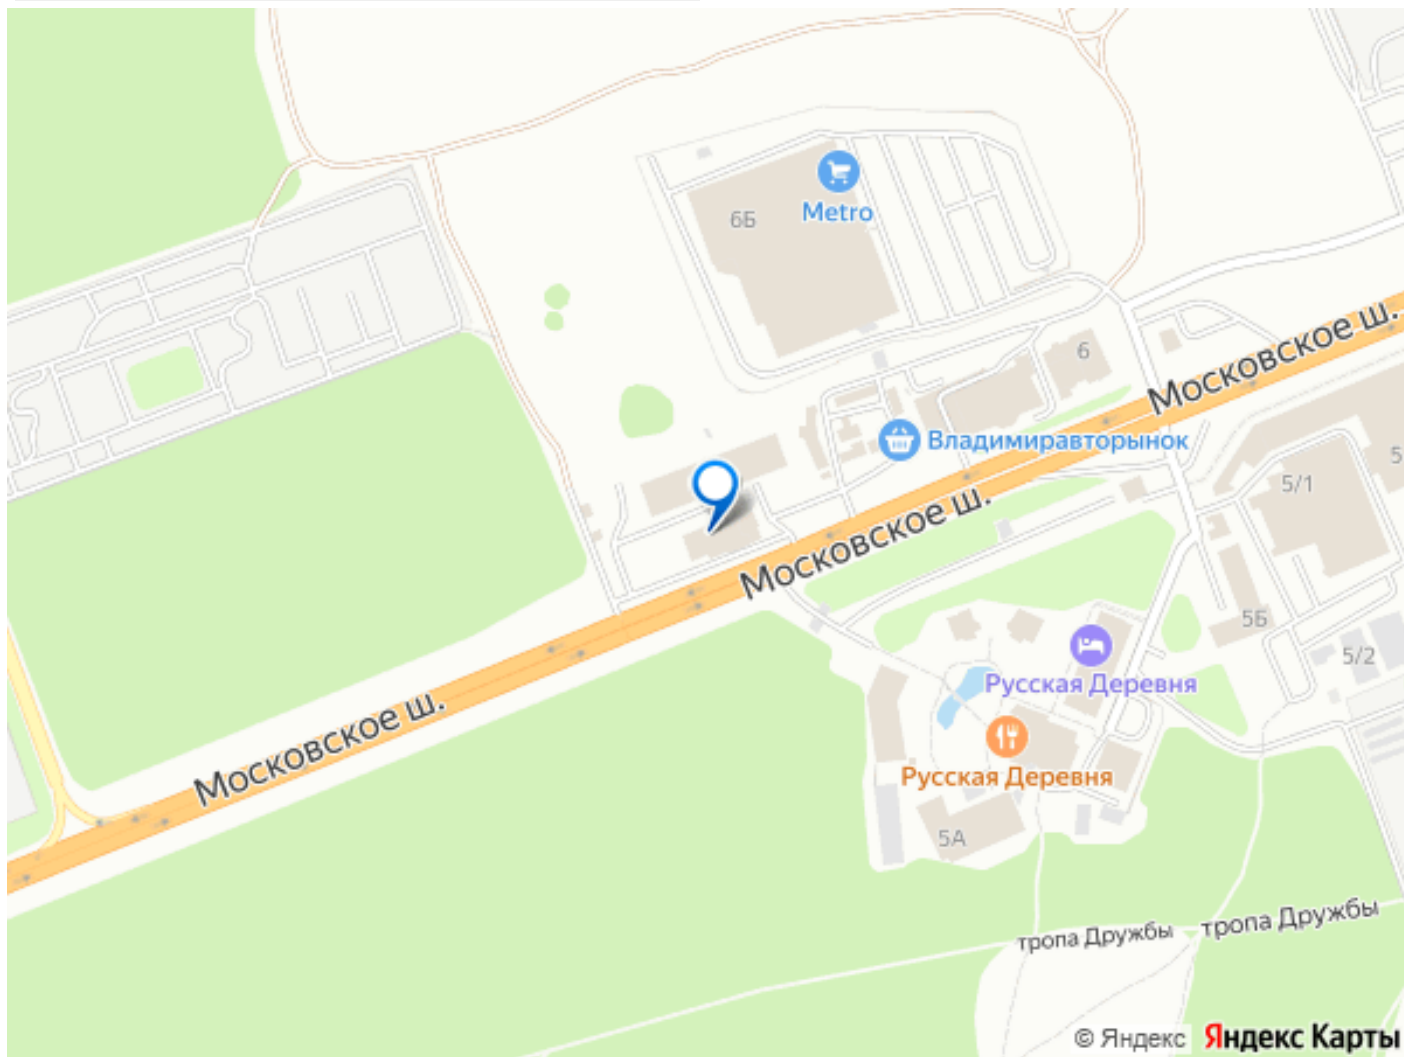 6Б
Metro
Московское ш.
6
Владимиравторынок
5
5/1
Московское ш.
5Б
5/2
Русская Деревня
Московское ш.
Русская Деревня
5А
тропа Дружбы
тропа Дружбы
© Яндекс Яндекс Карты